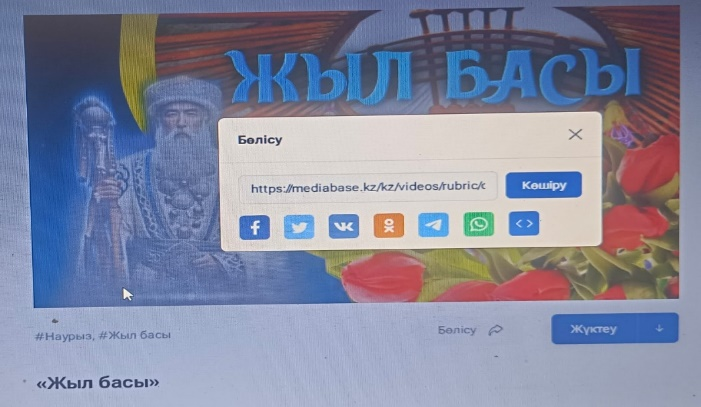 ЖЫЛ БАСЫ
Бөлісу
https://mediabase.kz/kz/videos/rubric/c
Көшіру
#Наурыз, #Жыл басы
Бөлісу
Жүктеу
«Жыл басы»